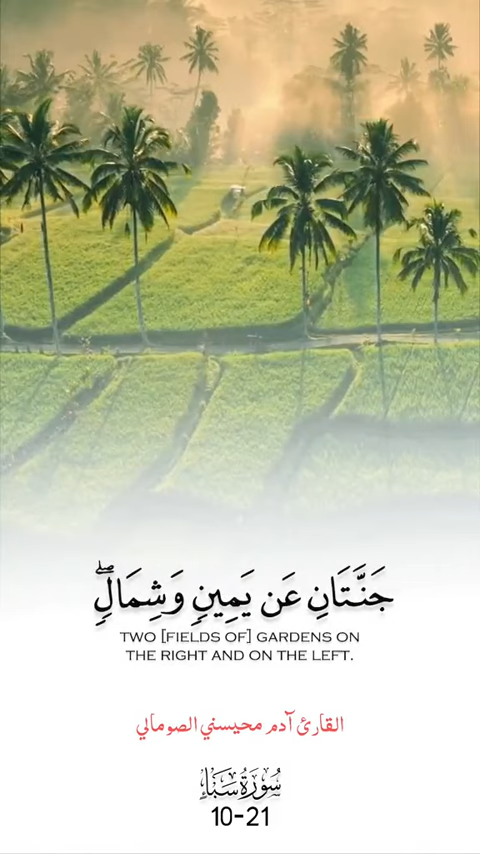 جَنَّتَانِ عَن يَمِينٍ وَشِمَالٍ ۖ
TWO [FIELDS OF] GARDENS ON
THE RIGHT AND ON THE LEFT.
القارئ آدم محيسني الصومالي
سُورَةُ سَبَإٍ
10-21